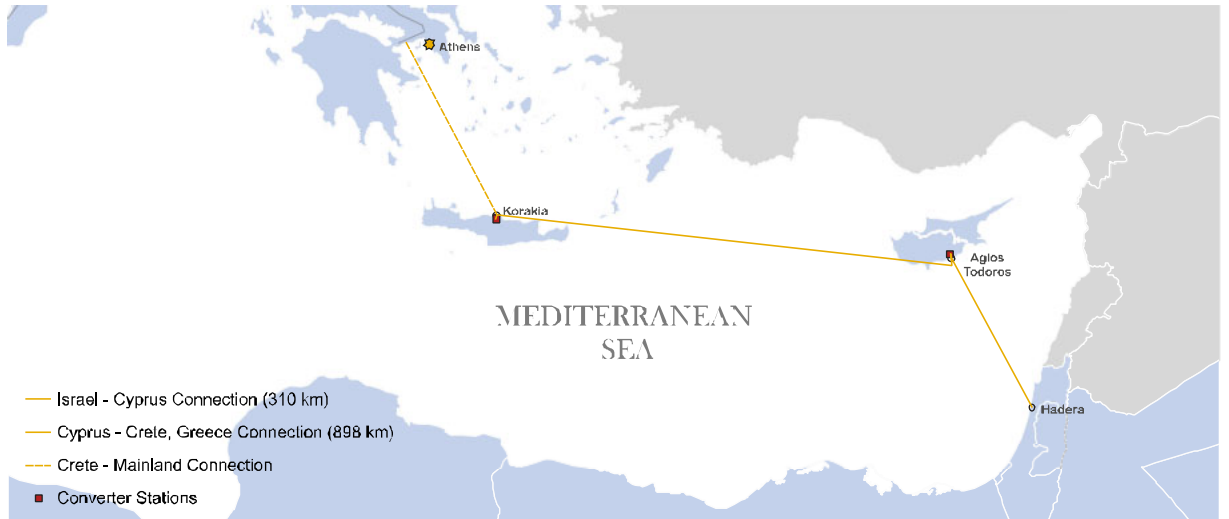 Athens
Korakia
Agios
Todoros
MEDITERRANEAN
SEA
Hadera
Israel - Cyprus Connection (310 km)
Cyprus - Crete, Greece Connection (898 km)
Crete - Mainland Connection
Converter Stations